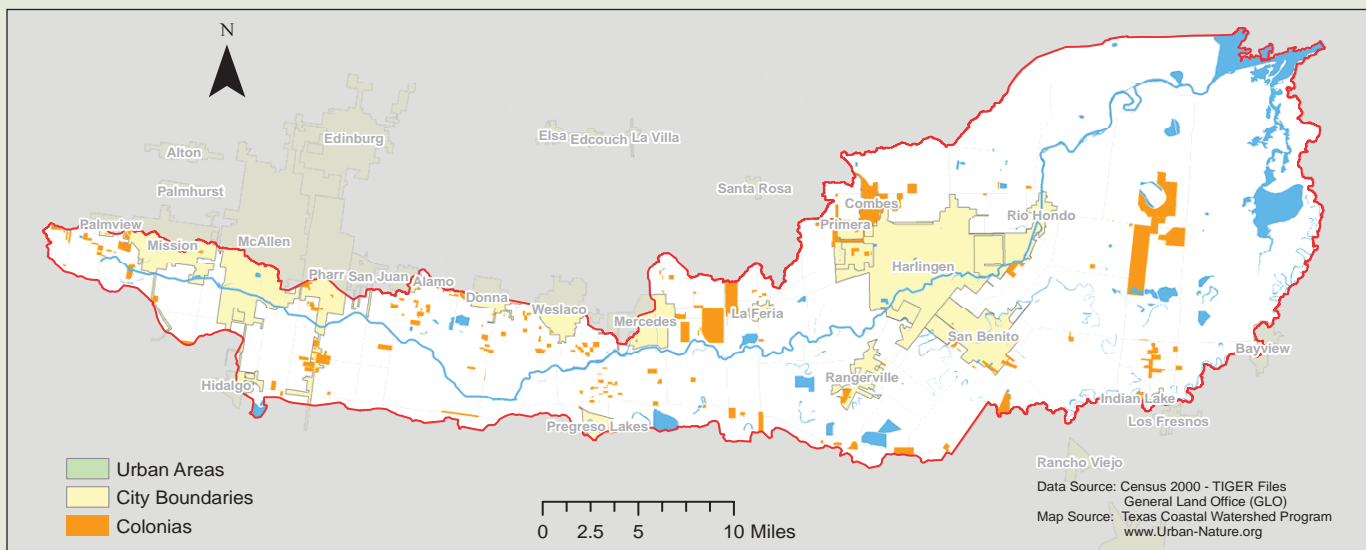 N
Edinburg
Elsa
Edcouch
La Villa
Alton
Palmhurst
Santa Rosa
Combes
Rio Hondo
Palmview
Primera
Mission
McAllen
Harlingen
Pharr
San Juan
Alamo
Donna
Weslaco
Mercedes
La Feria
San Benito
Bayview
Rangerville
Hidalgo
Indian Lake
Los Fresnos
Pregreso Lakes
Rancho Viejo
Urban Areas
City Boundaries
Colonias
0 2.5 5 10 Miles
Data Source: Census 2000 - TIGER Files
General Land Office (GLO)
Map Source: Texas Coastal Watershed Program
www.Urban-Nature.org